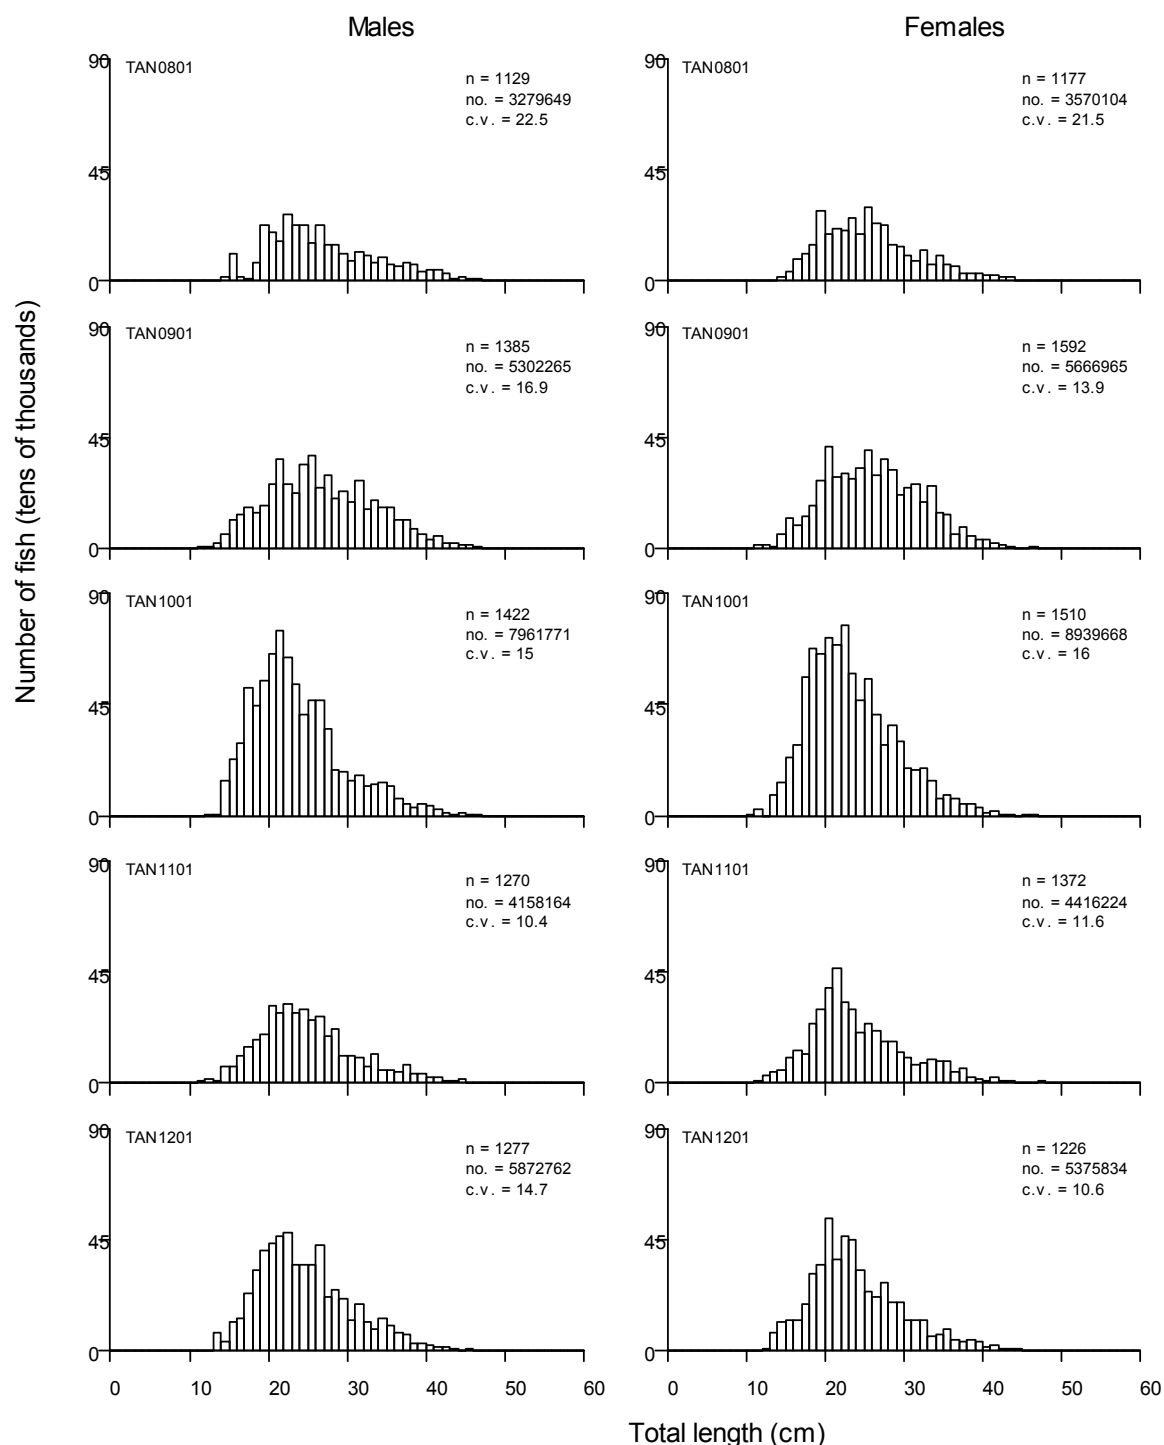 Males
Females
Number of fish (tens of thousands)
90
TAN0801
n = 1129
no. = 3279649
c.v. = 22.5
45
0
90
TAN0801
n = 1177
no. = 3570104
c.v. = 21.5
45
0
90
TAN0901
n = 1385
no. = 5302265
c.v. = 16.9
45
0
90
TAN0901
n = 1592
no. = 5666965
c.v. = 13.9
45
0
90
TAN1001
n = 1422
no. = 7961771
c.v. = 15
45
0
90
TAN1001
n = 1510
no. = 8939668
c.v. = 16
45
0
90
TAN1101
n = 1270
no. = 4158164
c.v. = 10.4
45
0
90
TAN1101
n = 1372
no. = 4416224
c.v. = 11.6
45
0
90
TAN1201
n = 1277
no. = 5872762
c.v. = 14.7
45
0
90
TAN1201
n = 1226
no. = 5375834
c.v. = 10.6
45
0
0 10 20 30 40 50 60
0 10 20 30 40 50 60
Total length (cm)